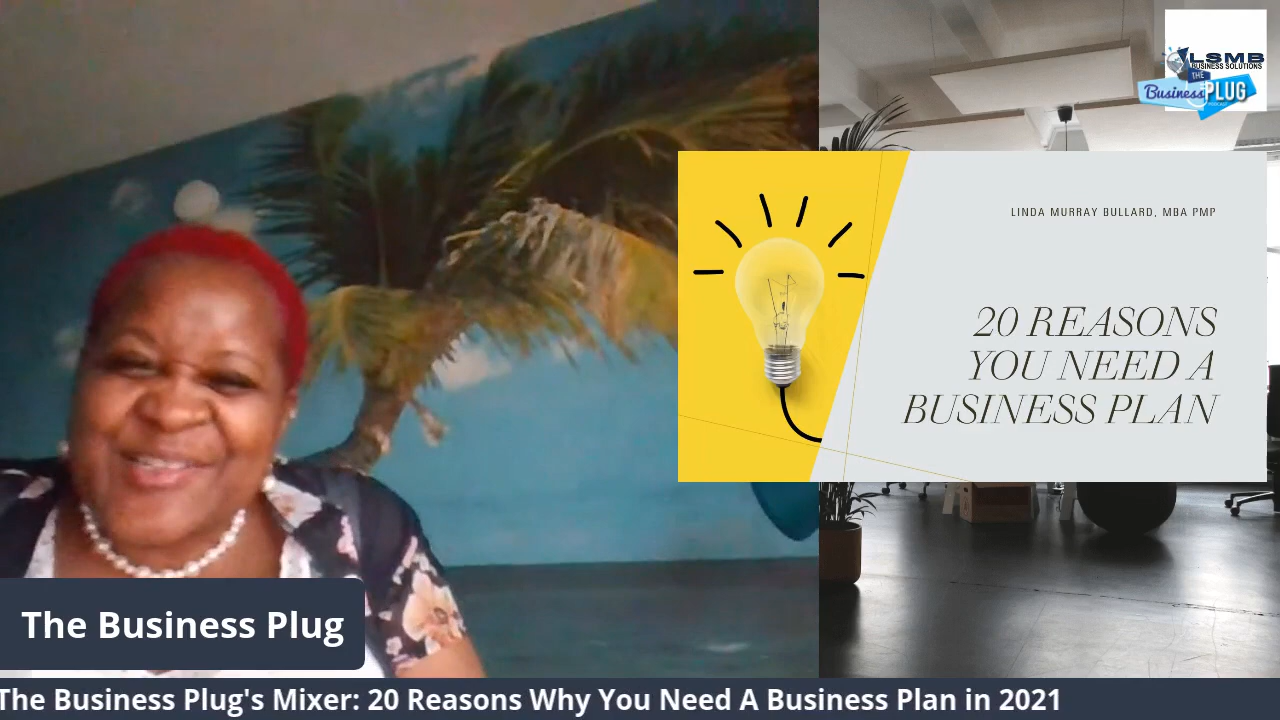 LSMB
BUSINESS SOLUTIONS
THE
Business PLUG
PODCAST
LINDA MURRAY BULLARD, MBA PMP
20 REASONS
YOU NEED A
BUSINESS PLAN
The Business Plug
The Business Plug's Mixer: 20 Reasons Why You Need A Business Plan in 2021